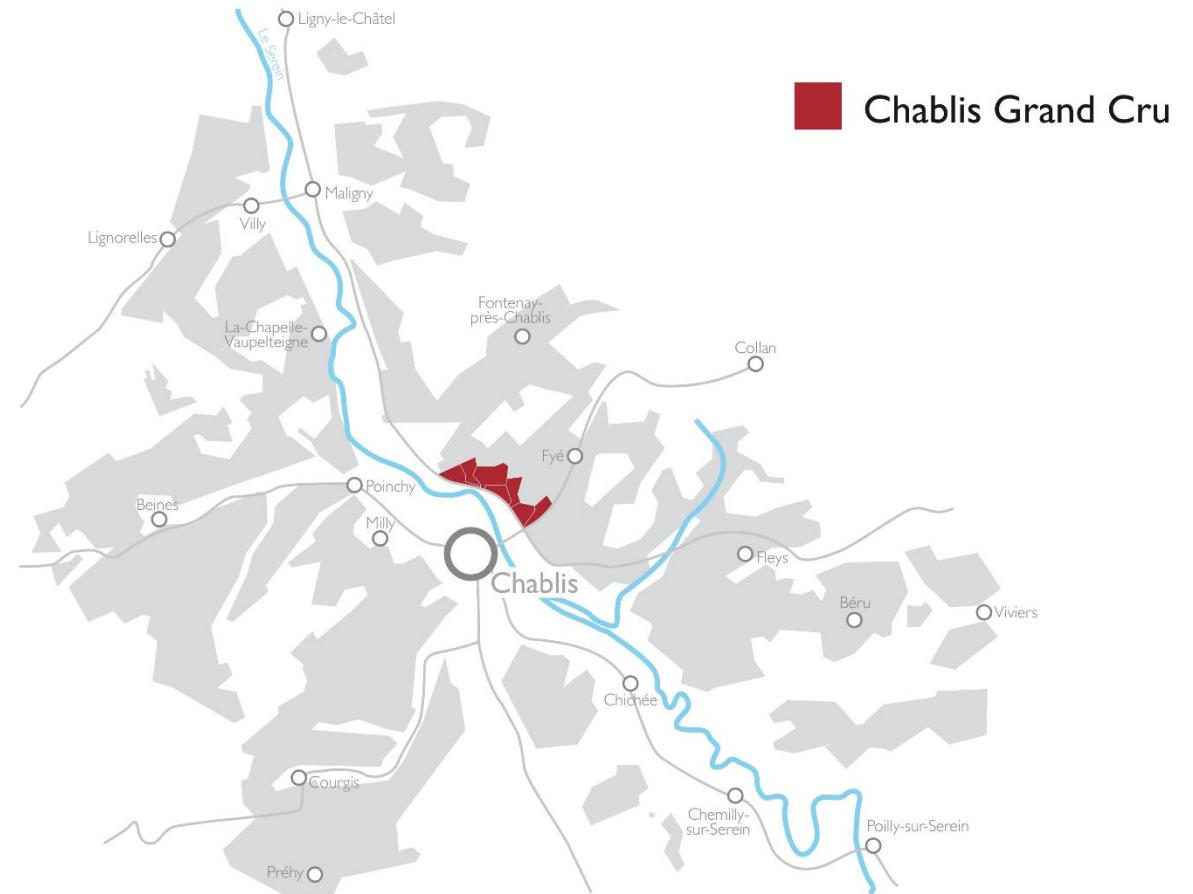 Ligny-le-Châtel
Le Serein
Chablis Grand Cru
Maligny
Villy
Lignorelles
Fontenay-
près-Chablis
La-Chapelle-
Vaupelteigne
Collan
Fyé
Poinchy
Beines
Milly
Fleys
Chablis
Béru
Viviers
Chichée
Courgis
Chemilly-
sur-Serein
Poilly-sur-Serein
Préhy